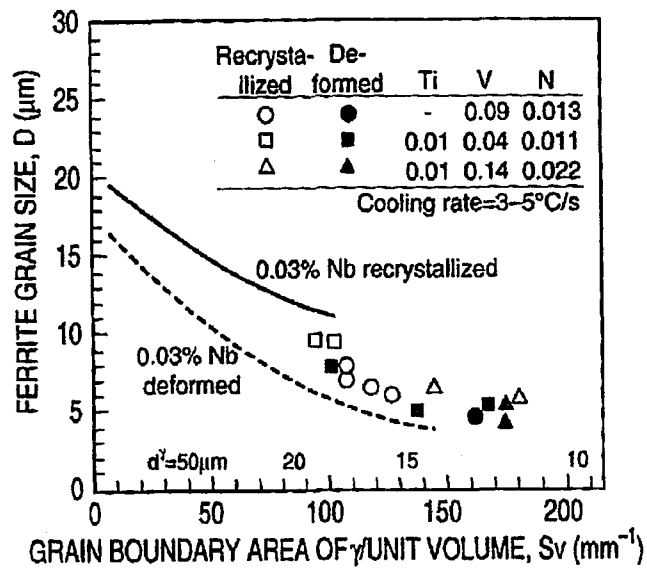 30
25
20
15
10
5
0
FERRITE GRAIN SIZE, D (μm)
Recrysta- De-
llized formed Ti V N
- 0.09 0.013
0.01 0.04 0.011
0.01 0.14 0.022
Cooling rate=3–5°C/s
0.03% Nb recrystallized
0.03% Nb
deformed
dᵞ=50μm 20 15 10
0 50 100 150 200
GRAIN BOUNDARY AREA OF γ/UNIT VOLUME, Sv (mm⁻¹)